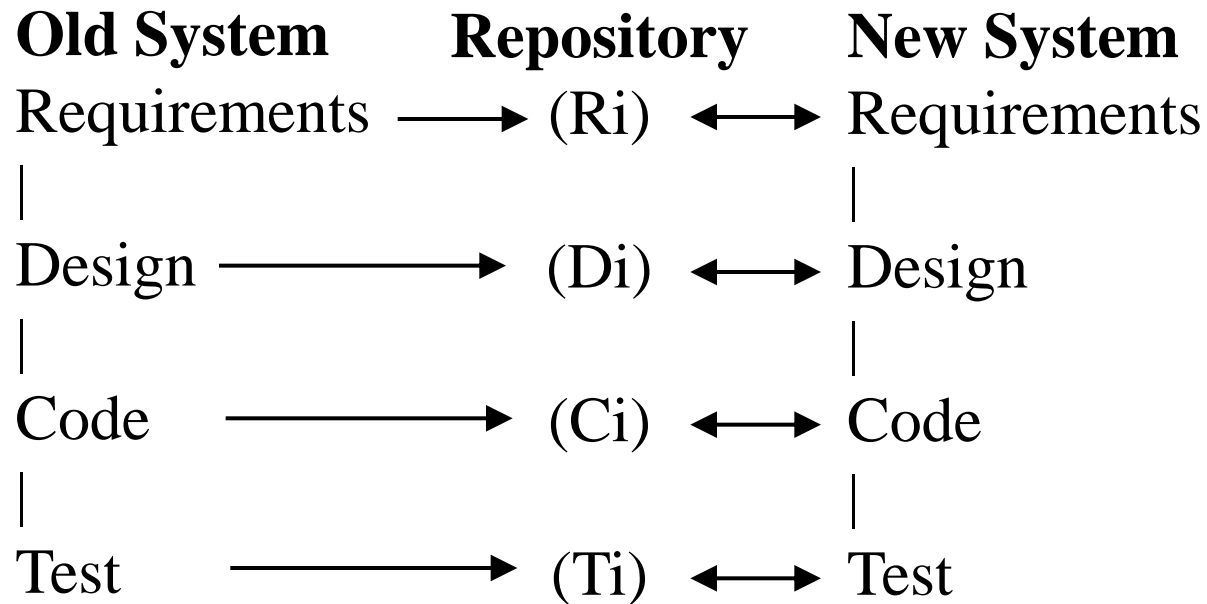 Old System Repository New System
Requirements (Ri) Requirements
Design (Di) Design
Code (Ci) Code
Test (Ti) Test